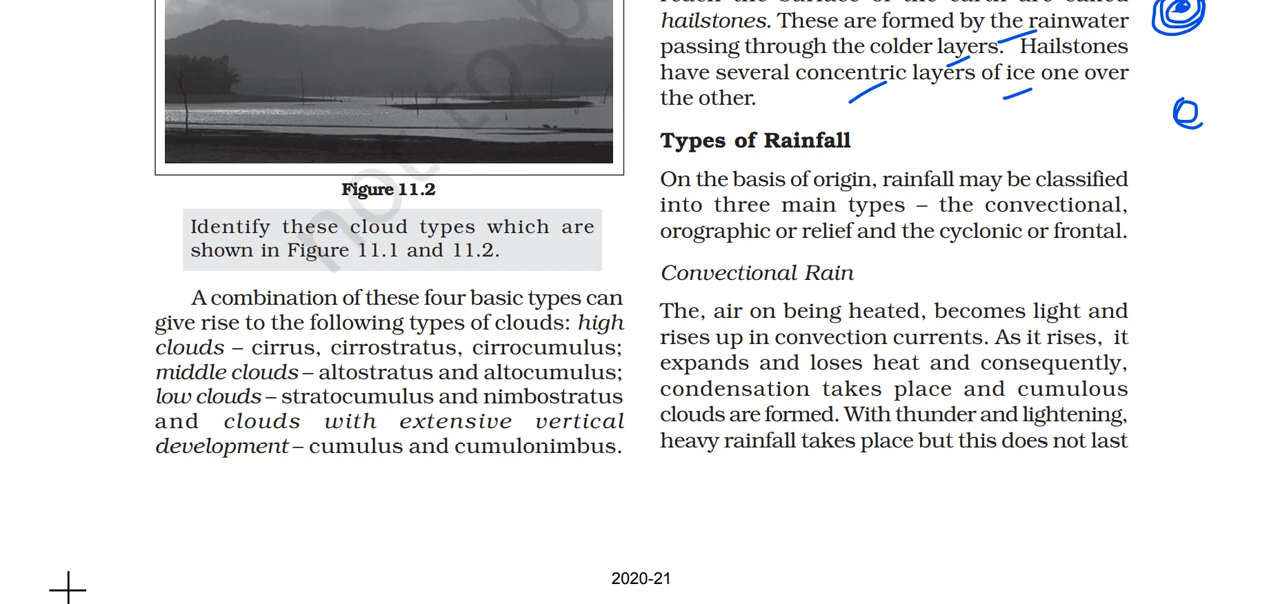 Figure 11.2
Identify these cloud types which are
shown in Figure 11.1 and 11.2.
A combination of these four basic types can
give rise to the following types of clouds: high
clouds – cirrus, cirrostratus, cirrocumulus;
middle clouds – altostratus and altocumulus;
low clouds – stratocumulus and nimbostratus
and clouds with extensive vertical
development – cumulus and cumulonimbus.
hailstones. These are formed by the rainwater
passing through the colder layers. Hailstones
have several concentric layers of ice one over
the other.
Types of Rainfall
On the basis of origin, rainfall may be classified
into three main types – the convectional,
orographic or relief and the cyclonic or frontal.
Convectional Rain
The, air on being heated, becomes light and
rises up in convection currents. As it rises, it
expands and loses heat and consequently,
condensation takes place and cumulous
clouds are formed. With thunder and lightening,
heavy rainfall takes place but this does not last
2020-21
not to b